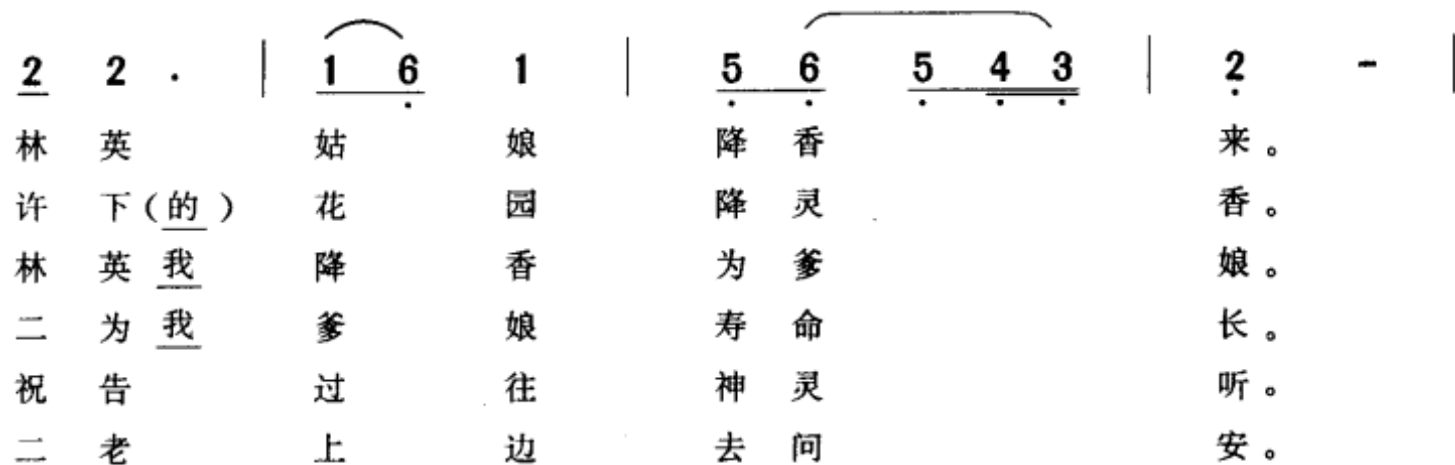 2 2 . | 1 6 1 | 5 6 5 4 3 | 2 - |
林 英 姑 娘 降 香 来 。
许 下 （ 的 ） 花 园 降 灵 香 。
林 英 我 降 香 为 爹 娘 。
二 为 我 爹 娘 寿 命 长 。
祝 告 过 往 神 灵 听 。
二 老 上 边 去 问 安 。